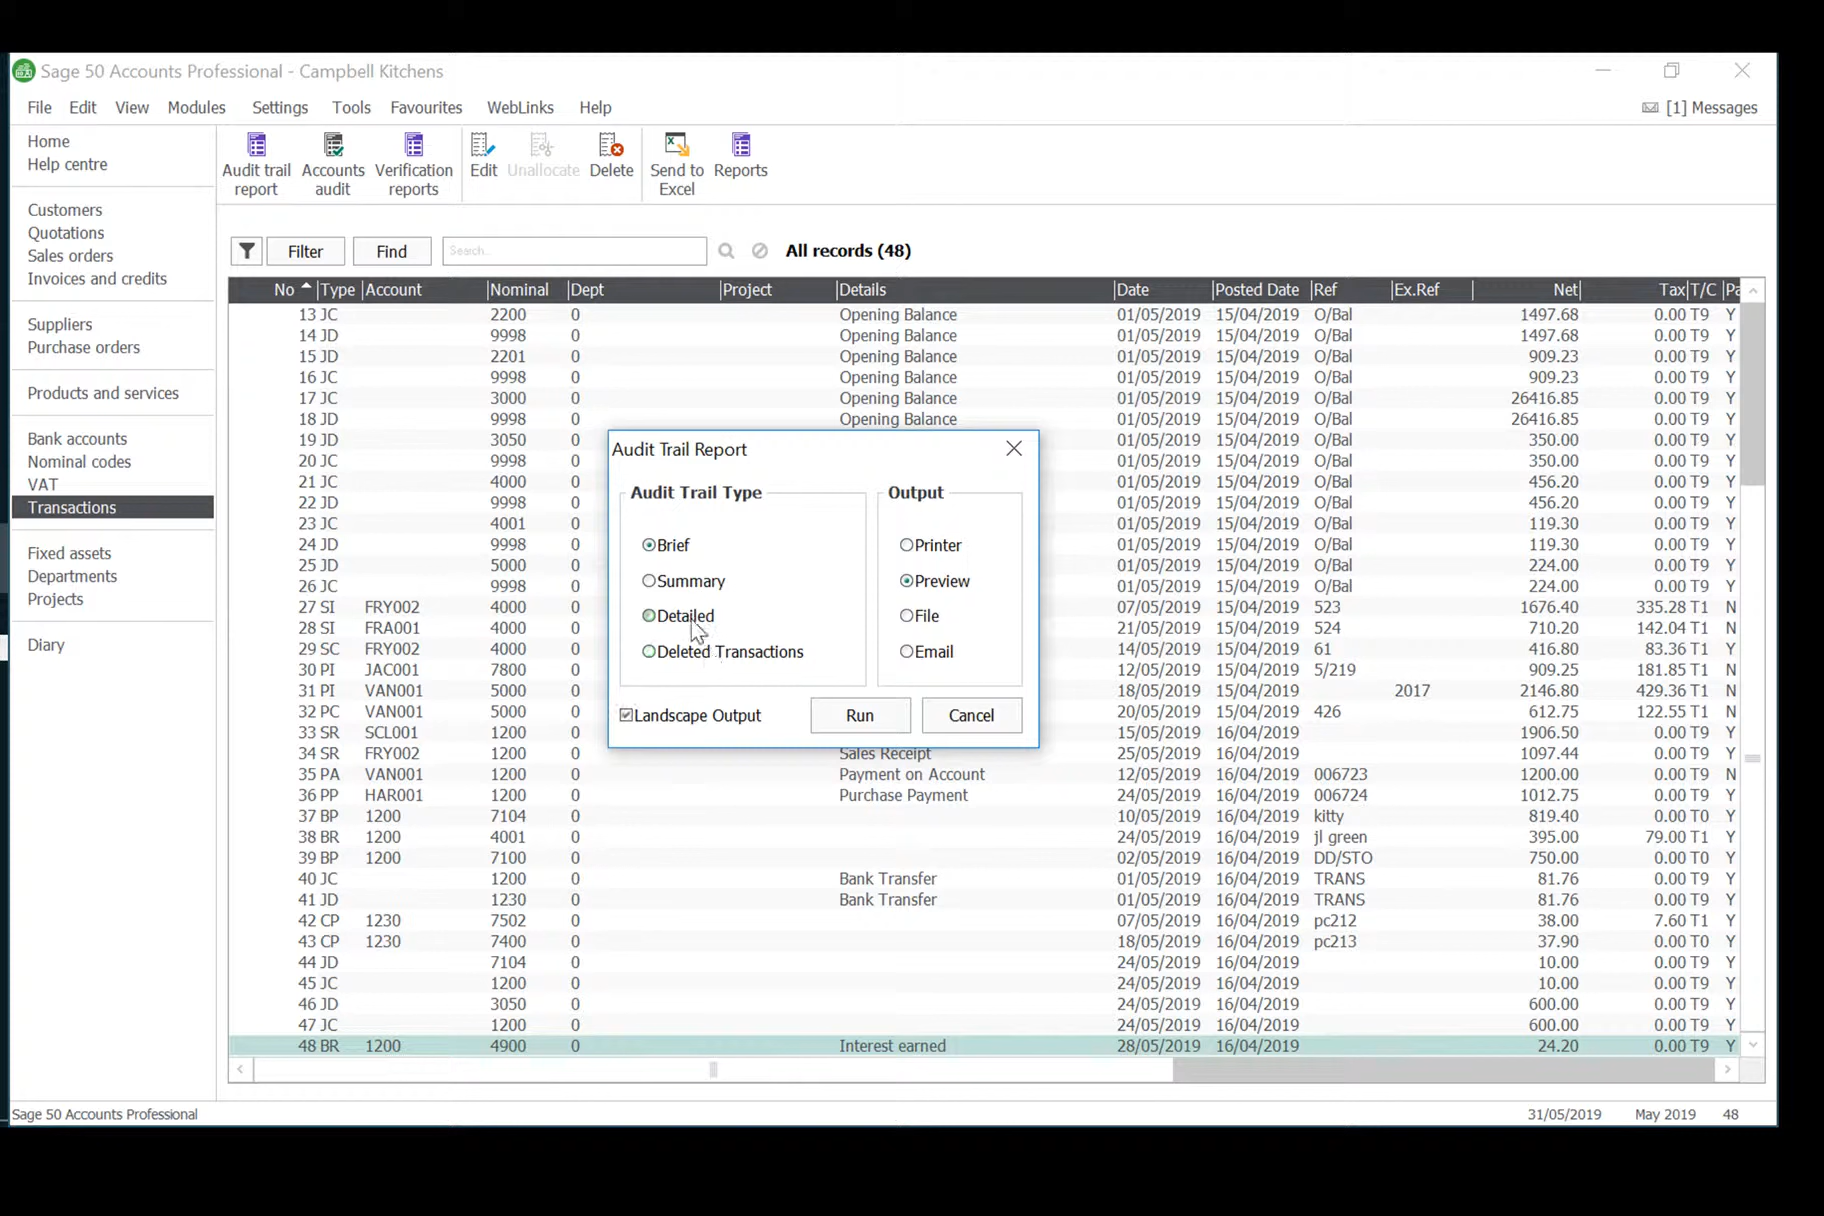 Sage 50 Accounts Professional - Campbell Kitchens
File Edit View Modules Settings Tools Favourites WebLinks Help [1] Messages
Home
Help centre
Customers
Quotations
Sales orders
Invoices and credits
Suppliers
Purchase orders
Products and services
Bank accounts
Nominal codes
VAT
Transactions
Fixed assets
Departments
Projects
Diary
Audit trail report Accounts audit Verification reports Edit Unallocate Delete Send to Excel Reports
Filter Find Search... All records (48)
No Type Account Nominal Dept Project Details Date Posted Date Ref Ex.Ref Net Tax T/C Pa
13 JC 2200 0 Opening Balance 01/05/2019 15/04/2019 O/Bal 1497.68 0.00 T9 Y
14 JD 9998 0 Opening Balance 01/05/2019 15/04/2019 O/Bal 1497.68 0.00 T9 Y
15 JD 2201 0 Opening Balance 01/05/2019 15/04/2019 O/Bal 909.23 0.00 T9 Y
16 JC 9998 0 Opening Balance 01/05/2019 15/04/2019 O/Bal 909.23 0.00 T9 Y
17 JC 3000 0 Opening Balance 01/05/2019 15/04/2019 O/Bal 26416.85 0.00 T9 Y
18 JD 9998 0 Opening Balance 01/05/2019 15/04/2019 O/Bal 26416.85 0.00 T9 Y
19 JD 3050 0 01/05/2019 15/04/2019 O/Bal 350.00 0.00 T9 Y
20 JC 9998 0 01/05/2019 15/04/2019 O/Bal 350.00 0.00 T9 Y
21 JC 4000 0 01/05/2019 15/04/2019 O/Bal 456.20 0.00 T9 Y
22 JD 9998 0 01/05/2019 15/04/2019 O/Bal 456.20 0.00 T9 Y
23 JC 4001 0 01/05/2019 15/04/2019 O/Bal 119.30 0.00 T9 Y
24 JD 9998 0 01/05/2019 15/04/2019 O/Bal 119.30 0.00 T9 Y
25 JD 5000 0 01/05/2019 15/04/2019 O/Bal 224.00 0.00 T9 Y
26 JC 9998 0 01/05/2019 15/04/2019 O/Bal 224.00 0.00 T9 Y
27 SI FRY002 4000 0 07/05/2019 15/04/2019 523 1676.40 335.28 T1 N
28 SI FRA001 4000 0 21/05/2019 15/04/2019 524 710.20 142.04 T1 N
29 SC FRY002 4000 0 14/05/2019 15/04/2019 61 416.80 83.36 T1 Y
30 PI JAC001 7800 0 12/05/2019 15/04/2019 5/219 909.25 181.85 T1 N
31 PI VAN001 5000 0 18/05/2019 15/04/2019 2017 2146.80 429.36 T1 N
32 PC VAN001 5000 0 20/05/2019 15/04/2019 426 612.75 122.55 T1 N
33 SR SCL001 1200 0 15/05/2019 16/04/2019 1906.50 0.00 T9 Y
34 SR FRY002 1200 0 Sales Receipt 25/05/2019 16/04/2019 1097.44 0.00 T9 Y
35 PA VAN001 1200 0 Payment on Account 12/05/2019 16/04/2019 006723 1200.00 0.00 T9 N
36 PP HAR001 1200 0 Purchase Payment 24/05/2019 16/04/2019 006724 1012.75 0.00 T9 Y
37 BP 1200 7104 0 10/05/2019 16/04/2019 kitty 819.40 0.00 T0 Y
38 BR 1200 4001 0 24/05/2019 16/04/2019 jl green 395.00 79.00 T1 Y
39 BP 1200 7100 0 02/05/2019 16/04/2019 DD/STO 750.00 0.00 T0 Y
40 JC 1200 0 Bank Transfer 01/05/2019 16/04/2019 TRANS 81.76 0.00 T9 Y
41 JD 1230 0 Bank Transfer 01/05/2019 16/04/2019 TRANS 81.76 0.00 T9 Y
42 CP 1230 7502 0 07/05/2019 16/04/2019 pc212 38.00 7.60 T1 Y
43 CP 1230 7400 0 18/05/2019 16/04/2019 pc213 37.90 0.00 T0 Y
44 JD 7104 0 24/05/2019 16/04/2019 10.00 0.00 T9 Y
45 JC 1200 0 24/05/2019 16/04/2019 10.00 0.00 T9 Y
46 JD 3050 0 24/05/2019 16/04/2019 600.00 0.00 T9 Y
47 JC 1200 0 24/05/2019 16/04/2019 600.00 0.00 T9 Y
48 BR 1200 4900 0 Interest earned 28/05/2019 16/04/2019 24.20 0.00 T9 Y
Audit Trail Report
Audit Trail Type Output
Brief Printer
Summary Preview
Detailed File
Deleted Transactions Email
Landscape Output Run Cancel
Sage 50 Accounts Professional 31/05/2019 May 2019 48